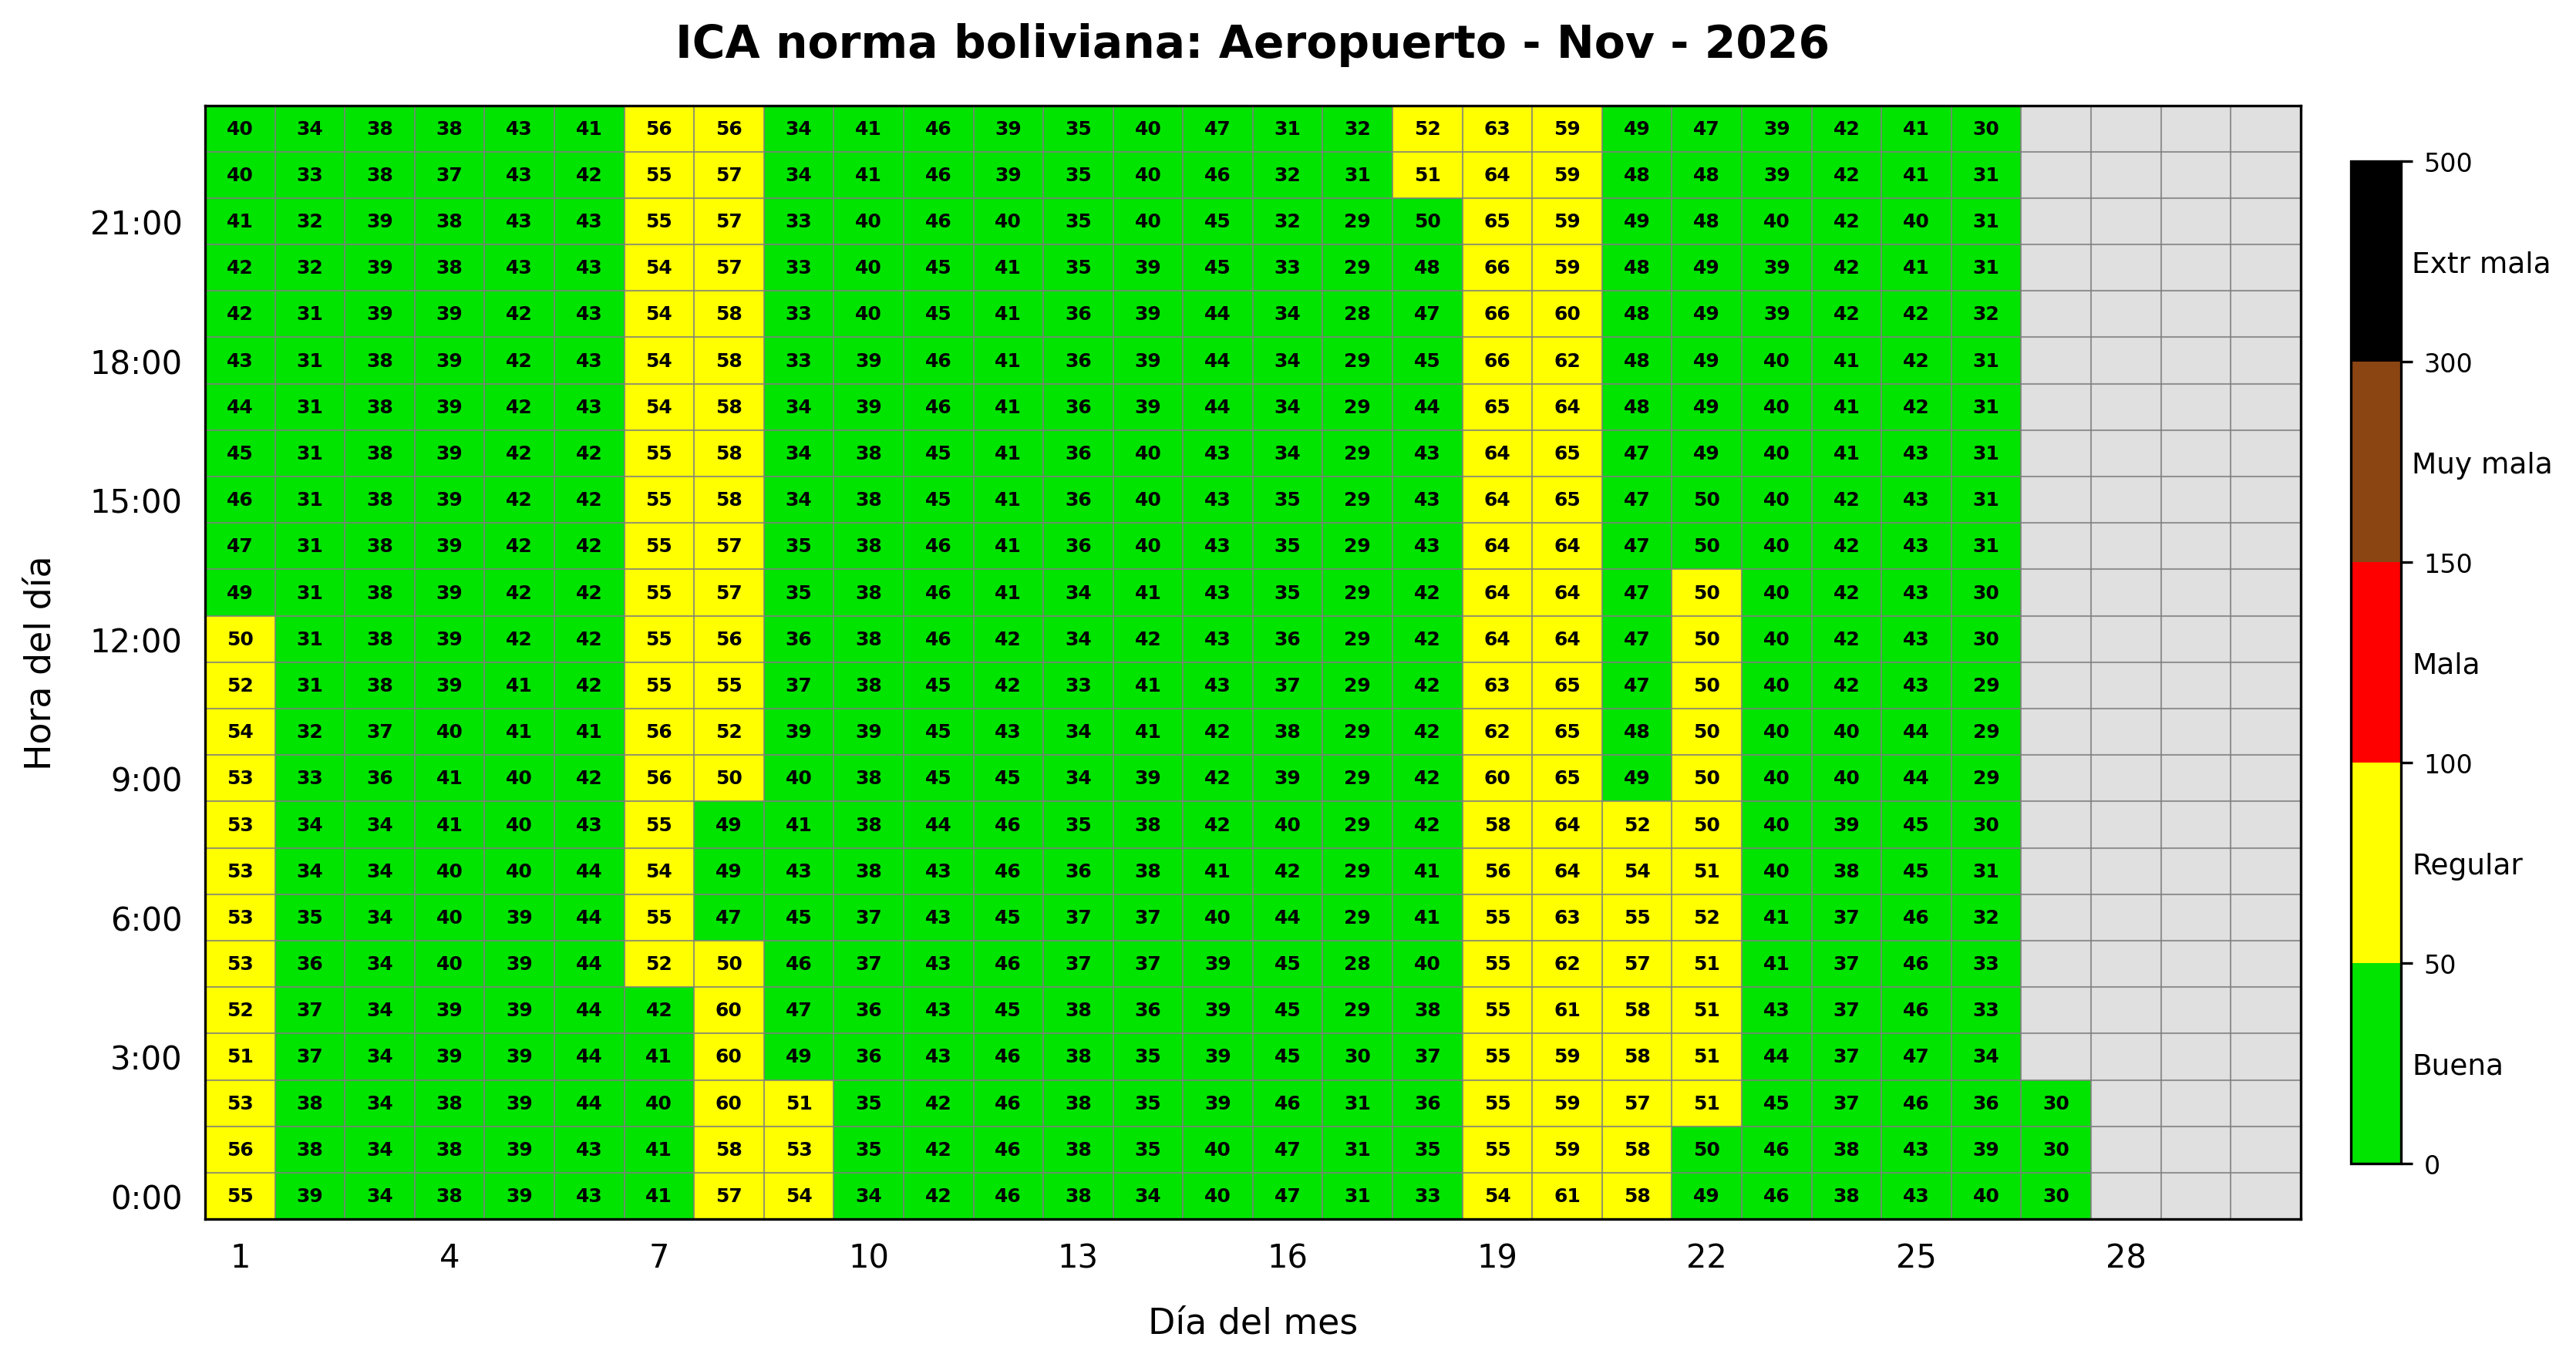 ICA norma boliviana: Aeropuerto - Nov - 2026
40 34 38 38 43 41 56 56 34 41 46 39 35 40 47 31 32 52 63 59 49 47 39 42 41 30
40 33 38 37 43 42 55 57 34 41 46 39 35 40 46 32 31 51 64 59 48 48 39 42 41 31
21:00 41 32 39 38 43 43 55 57 33 40 46 40 35 40 45 32 29 50 65 59 49 48 40 42 40 31
42 32 39 38 43 43 54 57 33 40 45 41 35 39 45 33 29 48 66 59 48 49 39 42 41 31
42 31 39 39 42 43 54 58 33 40 45 41 36 39 44 34 28 47 66 60 48 49 39 42 42 32
18:00 43 31 38 39 42 43 54 58 33 39 46 41 36 39 44 34 29 45 66 62 48 49 40 41 42 31
44 31 38 39 42 43 54 58 34 39 46 41 36 39 44 34 29 44 65 64 48 49 40 41 42 31
45 31 38 39 42 42 55 58 34 38 45 41 36 40 43 34 29 43 64 65 47 49 40 41 43 31
15:00 46 31 38 39 42 42 55 58 34 38 45 41 36 40 43 35 29 43 64 65 47 50 40 42 43 31
47 31 38 39 42 42 55 57 35 38 46 41 36 40 43 35 29 43 64 64 47 50 40 42 43 31
49 31 38 39 42 42 55 57 35 38 46 41 34 41 43 35 29 42 64 64 47 50 40 42 43 30
12:00 50 31 38 39 42 42 55 56 36 38 46 42 34 42 43 36 29 42 64 64 47 50 40 42 43 30
52 31 38 39 41 42 55 55 37 38 45 42 33 41 43 37 29 42 63 65 47 50 40 42 43 29
54 32 37 40 41 41 56 52 39 39 45 43 34 41 42 38 29 42 62 65 48 50 40 40 44 29
9:00 53 33 36 41 40 42 56 50 40 38 45 45 34 39 42 39 29 42 60 65 49 50 40 40 44 29
53 34 34 41 40 43 55 49 41 38 44 46 35 38 42 40 29 42 58 64 52 50 40 39 45 30
53 34 34 40 40 44 54 49 43 38 43 46 36 38 41 42 29 41 56 64 54 51 40 38 45 31
6:00 53 35 34 40 39 44 55 47 45 37 43 45 37 37 40 44 29 41 55 63 55 52 41 37 46 32
53 36 34 40 39 44 52 50 46 37 43 46 37 37 39 45 28 40 55 62 57 51 41 37 46 33
52 37 34 39 39 44 42 60 47 36 43 45 38 36 39 45 29 38 55 61 58 51 43 37 46 33
3:00 51 37 34 39 39 44 41 60 49 36 43 46 38 35 39 45 30 37 55 59 58 51 44 37 47 34
53 38 34 38 39 44 40 60 51 35 42 46 38 35 39 46 31 36 55 59 57 51 45 37 46 36 30
56 38 34 38 39 43 41 58 53 35 42 46 38 35 40 47 31 35 55 59 58 50 46 38 43 39 30
0:00 55 39 34 38 39 43 41 57 54 34 42 46 38 34 40 47 31 33 54 61 58 49 46 38 43 40 30
1 4 7 10 13 16 19 22 25 28
Día del mes
Hora del día
500
Extr mala
300
Muy mala
150
Mala
100
Regular
50
Buena
0